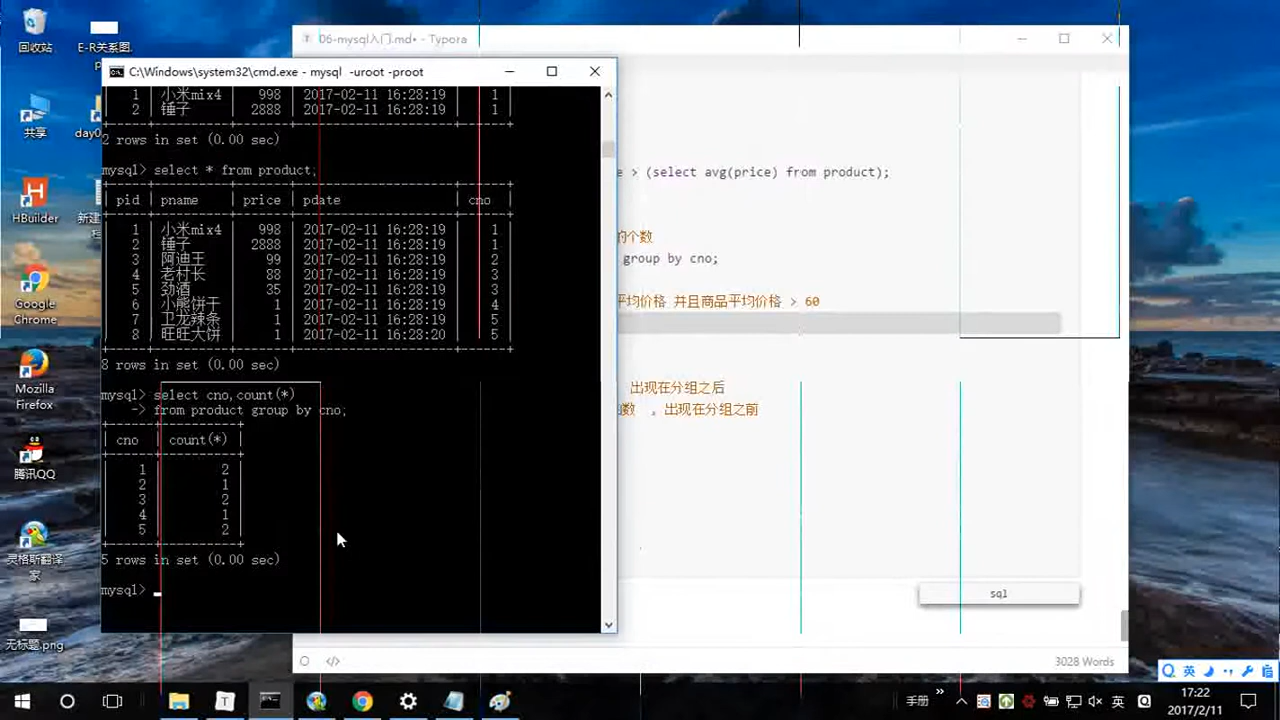 回收站
E-R关系图.
p
共享
day0
HBuilder
新建
档
Google
Chrome
Mozilla
Firefox
腾讯QQ
灵格斯翻译
家
无标题.png
06-mysql入门.md• - Typora
C:\Windows\system32\cmd.exe - mysql -uroot -proot
1 | 小米mix4 | 998 | 2017-02-11 16:28:19 | 1 |
2 | 锤子 | 2888 | 2017-02-11 16:28:19 | 1 |
2 rows in set (0.00 sec)
mysql> select * from product;
| pid | pname | price | pdate | cno |
| 1 | 小米mix4 | 998 | 2017-02-11 16:28:19 | 1 |
| 2 | 锤子 | 2888 | 2017-02-11 16:28:19 | 1 |
| 3 | 阿迪王 | 99 | 2017-02-11 16:28:19 | 2 |
| 4 | 老村长 | 88 | 2017-02-11 16:28:19 | 3 |
| 5 | 劲酒 | 35 | 2017-02-11 16:28:19 | 3 |
| 6 | 小熊饼干 | 1 | 2017-02-11 16:28:19 | 4 |
| 7 | 卫龙辣条 | 1 | 2017-02-11 16:28:19 | 5 |
| 8 | 旺旺大饼 | 1 | 2017-02-11 16:28:20 | 5 |
8 rows in set (0.00 sec)
mysql> select cno,count(*)
-> from product group by cno;
| cno | count(*) |
| 1 | 2 |
| 2 | 1 |
| 3 | 2 |
| 4 | 1 |
| 5 | 2 |
5 rows in set (0.00 sec)
mysql>
e > (select avg(price) from product);
的个数
group by cno;
平均价格 并且商品平均价格 > 60
出现在分组之后
数 , 出现在分组之前
sql
3028 Words
英
手册
英
17:22
2017/2/11